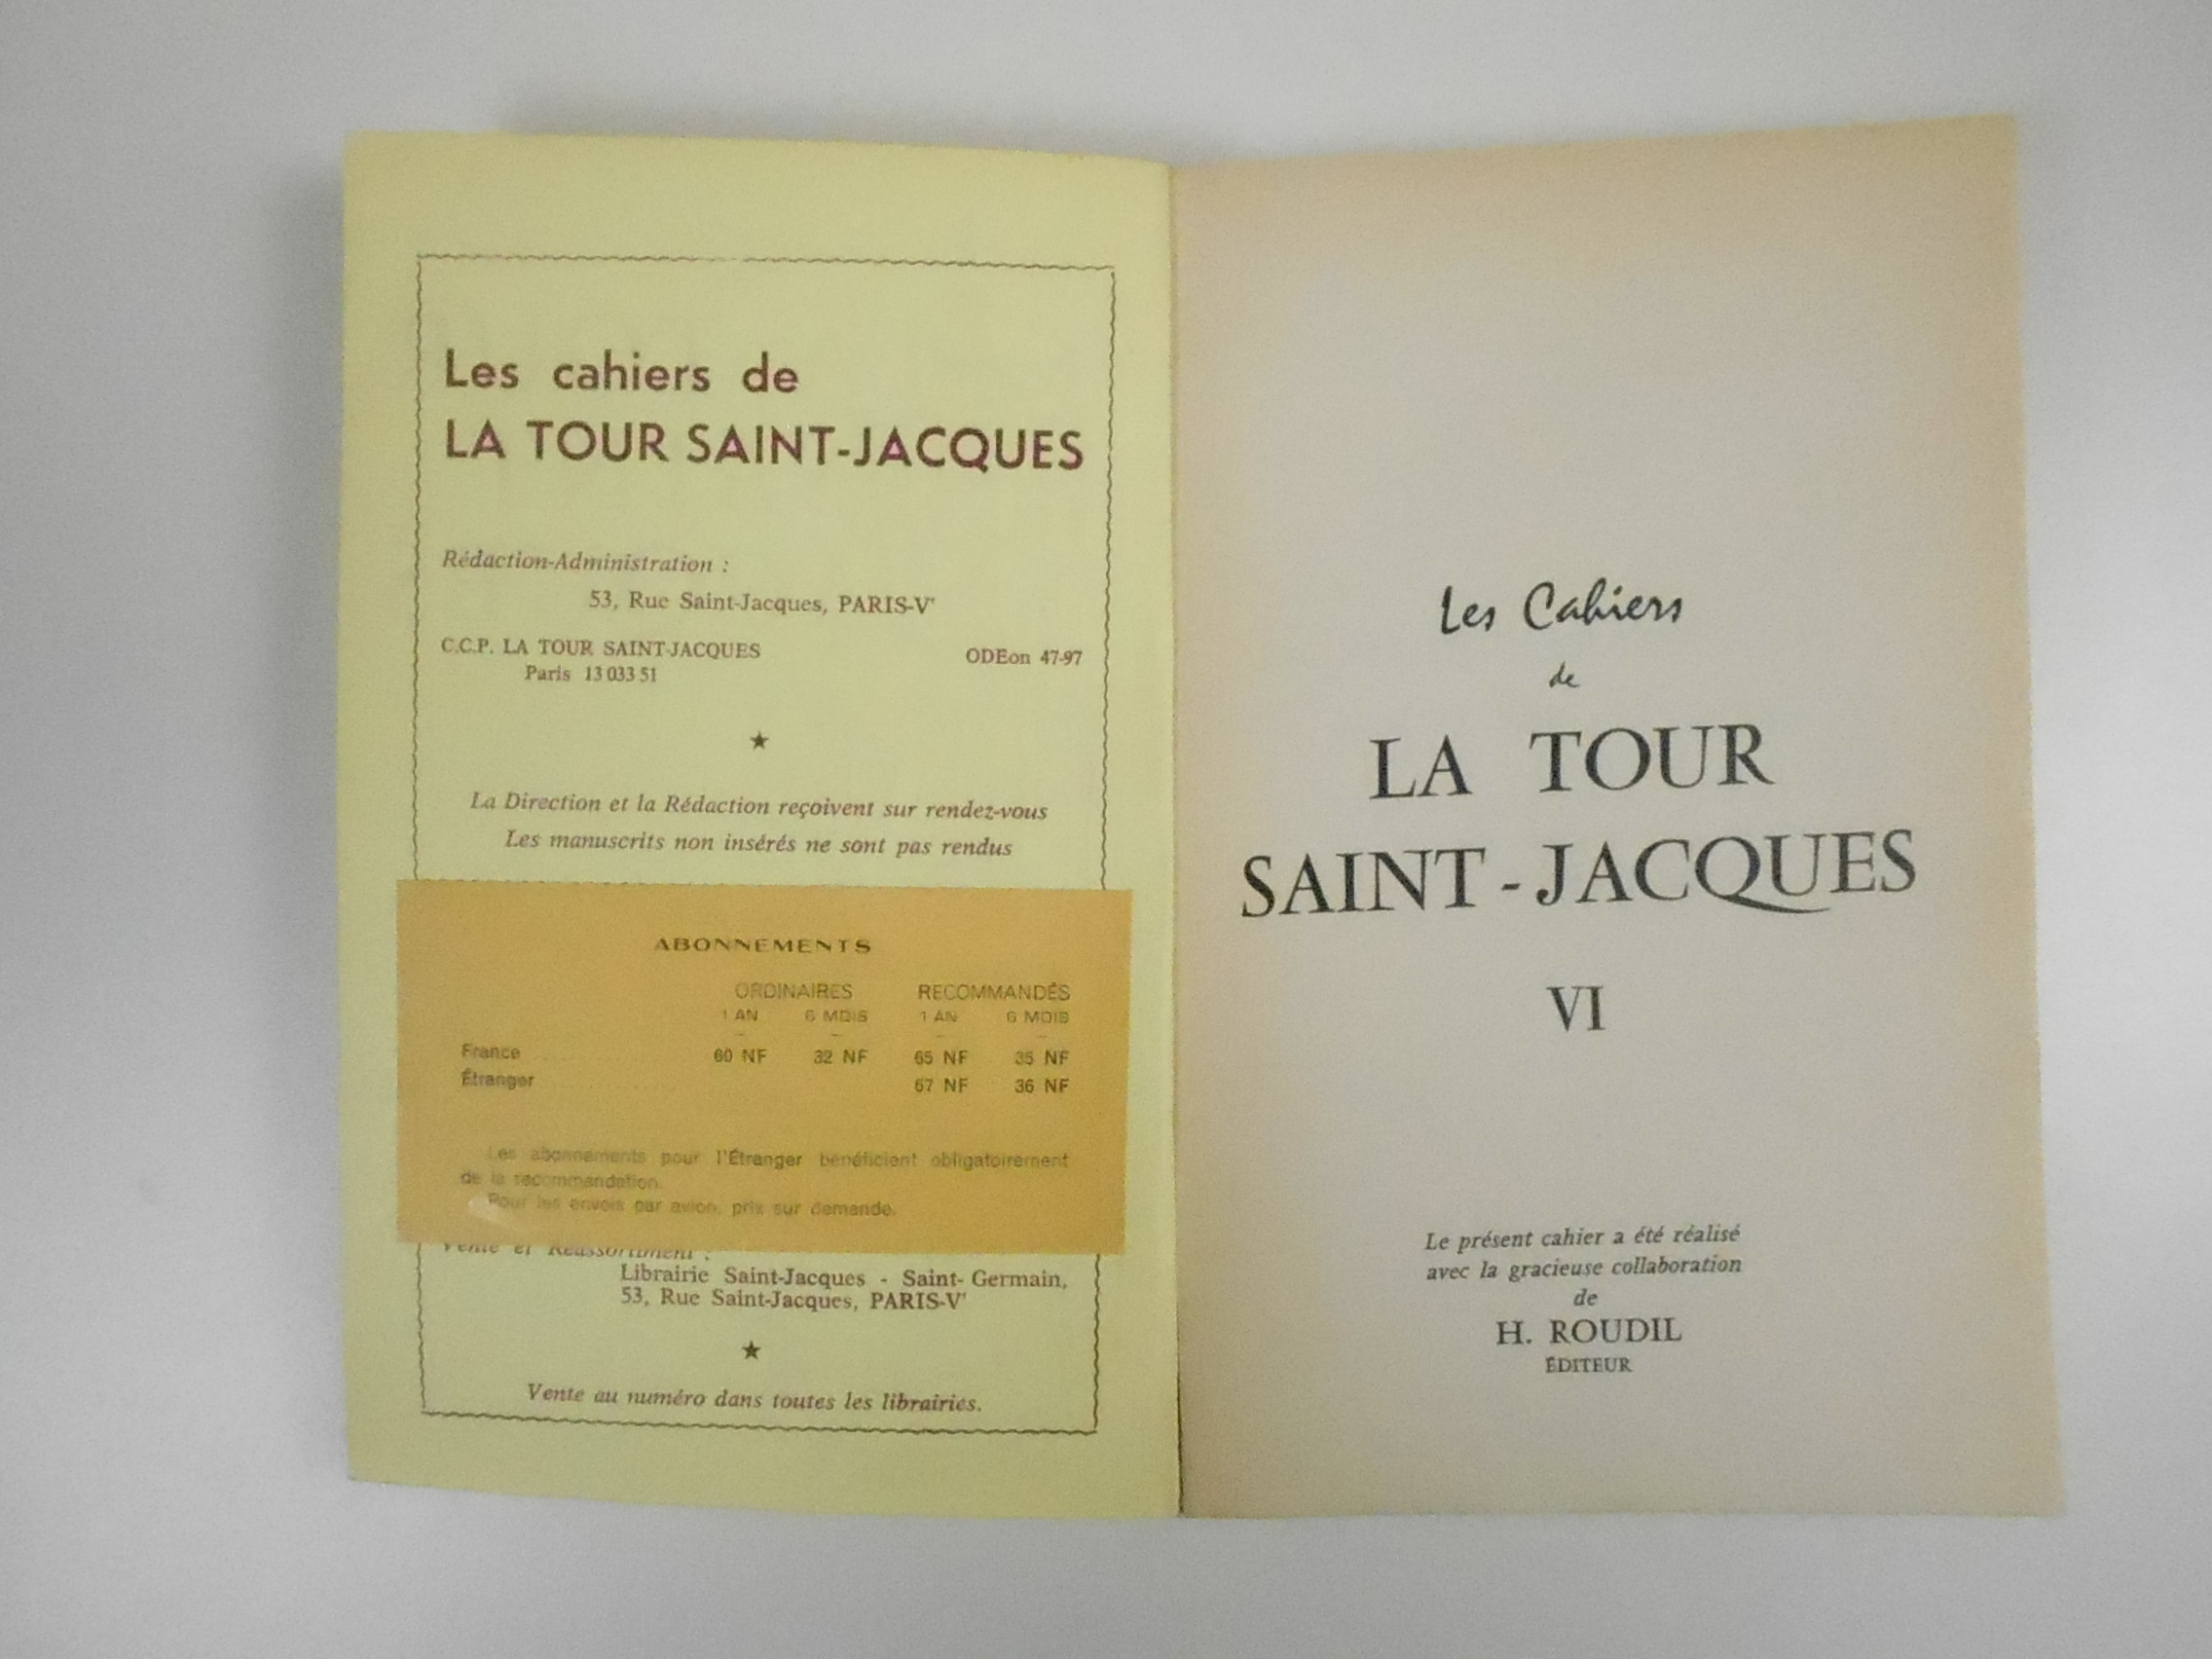 Les cahiers de
LA TOUR SAINT-JACQUES
Rédaction-Administration :
53, Rue Saint-Jacques, PARIS-Vᵉ
C.C.P. LA TOUR SAINT-JACQUES
Paris 13 033 51
ODEon 47-97
★
La Direction et la Rédaction reçoivent sur rendez-vous
Les manuscrits non insérés ne sont pas rendus
ABONNEMENTS
ORDINAIRES RECOMMANDÉS
1 AN 6 MOIS 1 AN 6 MOIS
France 60 NF 32 NF 65 NF 35 NF
Étranger 67 NF 36 NF
Les abonnements pour l'Étranger bénéficient obligatoirement
de la recommandation.
Pour les envois par avion, prix sur demande.
Vente et Réassortiment :
Librairie Saint-Jacques - Saint-Germain,
53, Rue Saint-Jacques, PARIS-Vᵉ
★
Vente au numéro dans toutes les librairies.
Les Cahiers
de
LA TOUR
SAINT-JACQUES
VI
Le présent cahier a été réalisé
avec la gracieuse collaboration
de
H. ROUDIL
ÉDITEUR